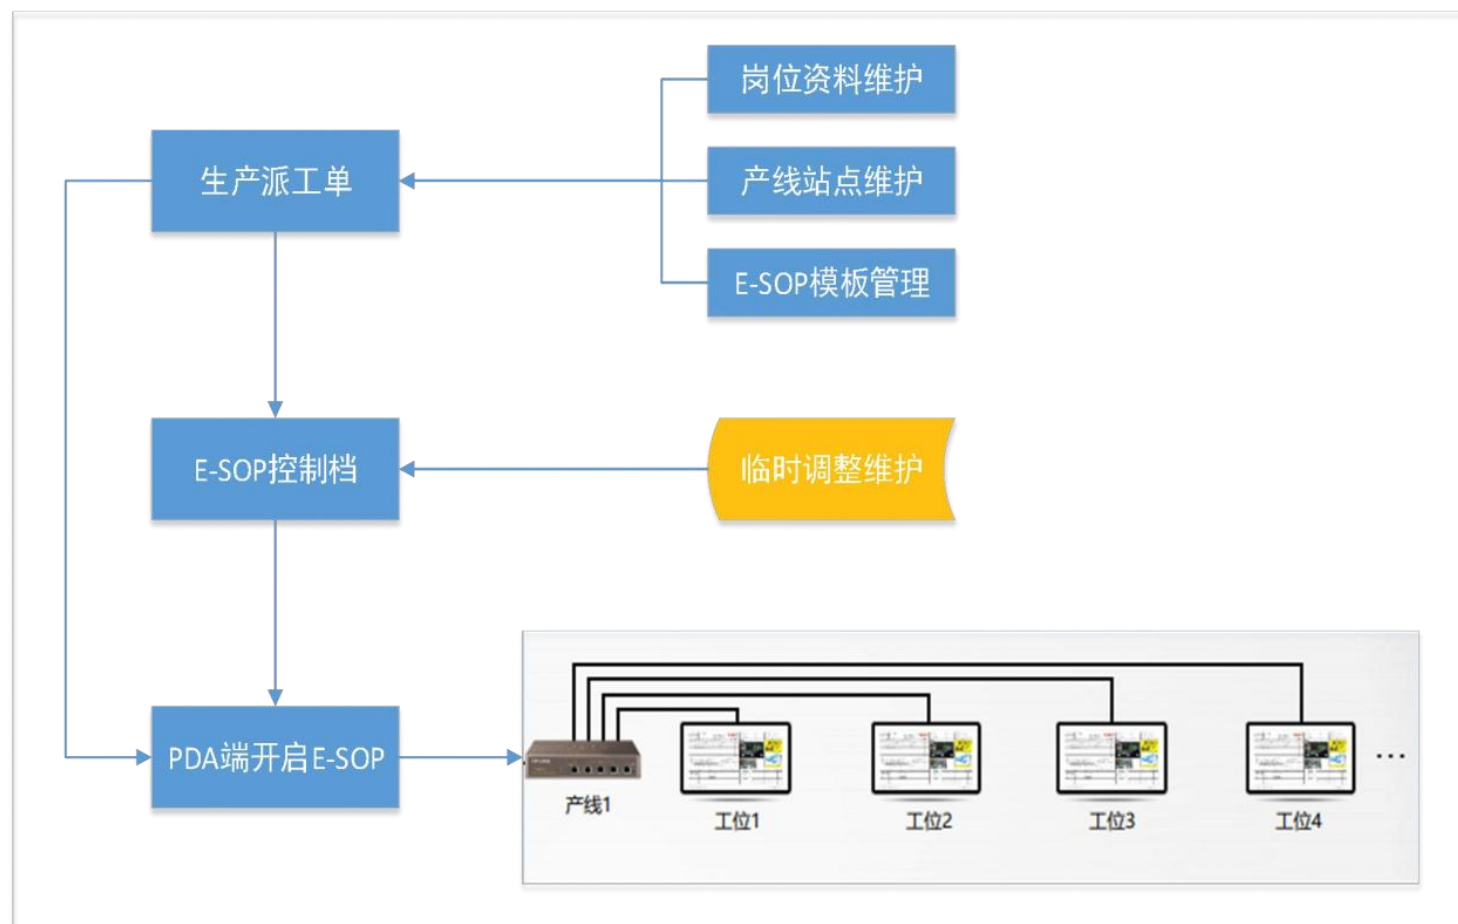 岗位资料维护
生产派工单
产线站点维护
E-SOP模板管理
E-SOP控制档
临时调整维护
PDA端开启E-SOP
产线1
工位1
工位2
工位3
工位4
...